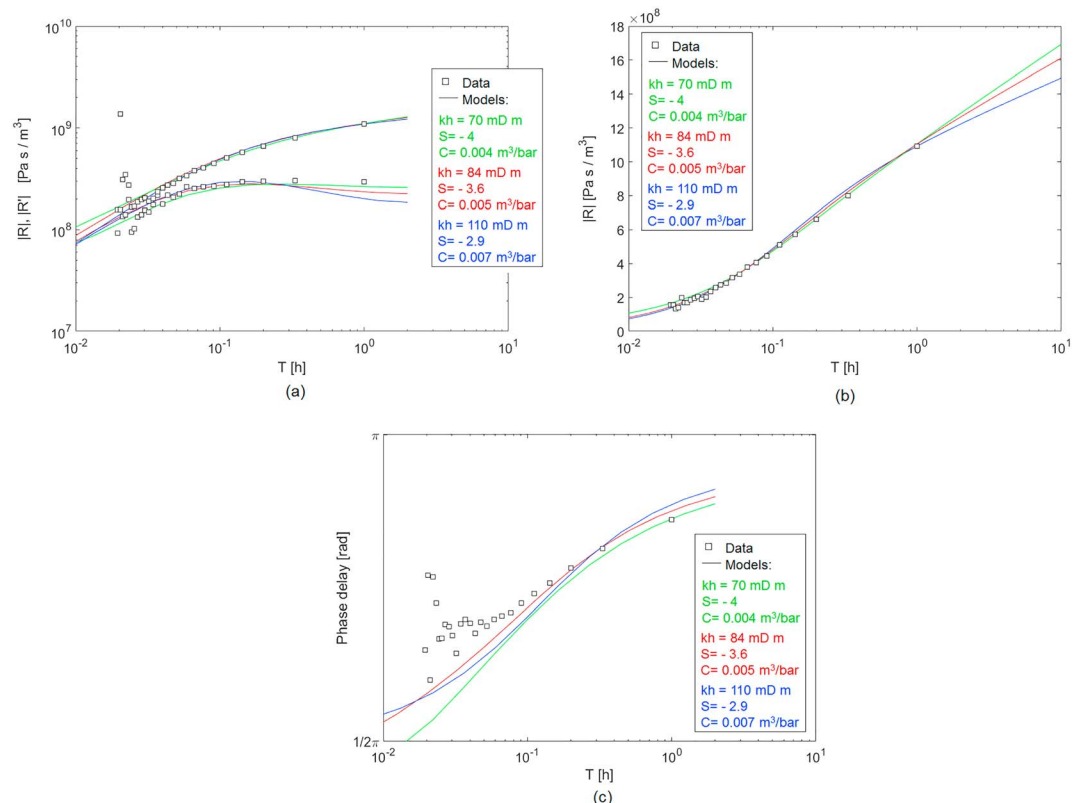 10^10
10^9
10^8
10^7
|R|, |R'| [Pa s / m^3]
10^-2
10^-1
10^0
10^1
T [h]
(a)
Data
Models:
kh = 70 mD m
S= - 4
C= 0.004 m^3/bar
kh = 84 mD m
S= - 3.6
C= 0.005 m^3/bar
kh = 110 mD m
S= - 2.9
C= 0.007 m^3/bar
×10^8
18
16
14
12
10
8
6
4
2
0
|R| [Pa s / m^3]
10^-2
10^-1
10^0
10^1
T [h]
(b)
Data
Models:
kh = 70 mD m
S= - 4
C= 0.004 m^3/bar
kh = 84 mD m
S= - 3.6
C= 0.005 m^3/bar
kh = 110 mD m
S= - 2.9
C= 0.007 m^3/bar
π
1/2π
Phase delay [rad]
10^-2
10^-1
10^0
10^1
T [h]
(c)
Data
Models:
kh = 70 mD m
S= - 4
C= 0.004 m^3/bar
kh = 84 mD m
S= - 3.6
C= 0.005 m^3/bar
kh = 110 mD m
S= - 2.9
C= 0.007 m^3/bar